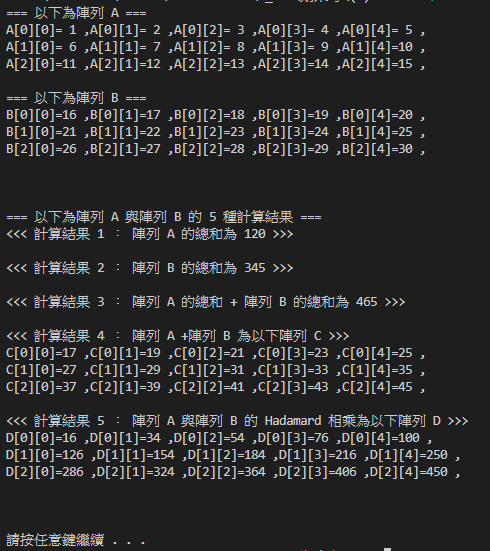 === 以下為陣列 A ===
A[0][0]= 1 ,A[0][1]= 2 ,A[0][2]= 3 ,A[0][3]= 4 ,A[0][4]= 5 ,
A[1][0]= 6 ,A[1][1]= 7 ,A[1][2]= 8 ,A[1][3]= 9 ,A[1][4]=10 ,
A[2][0]=11 ,A[2][1]=12 ,A[2][2]=13 ,A[2][3]=14 ,A[2][4]=15 ,
=== 以下為陣列 B ===
B[0][0]=16 ,B[0][1]=17 ,B[0][2]=18 ,B[0][3]=19 ,B[0][4]=20 ,
B[1][0]=21 ,B[1][1]=22 ,B[1][2]=23 ,B[1][3]=24 ,B[1][4]=25 ,
B[2][0]=26 ,B[2][1]=27 ,B[2][2]=28 ,B[2][3]=29 ,B[2][4]=30 ,
=== 以下為陣列 A 與陣列 B 的 5 種計算結果 ===
<<< 計算結果 1 : 陣列 A 的總和為 120 >>>
<<< 計算結果 2 : 陣列 B 的總和為 345 >>>
<<< 計算結果 3 : 陣列 A 的總和 + 陣列 B 的總和為 465 >>>
<<< 計算結果 4 : 陣列 A +陣列 B 為以下陣列 C >>>
C[0][0]=17 ,C[0][1]=19 ,C[0][2]=21 ,C[0][3]=23 ,C[0][4]=25 ,
C[1][0]=27 ,C[1][1]=29 ,C[1][2]=31 ,C[1][3]=33 ,C[1][4]=35 ,
C[2][0]=37 ,C[2][1]=39 ,C[2][2]=41 ,C[2][3]=43 ,C[2][4]=45 ,
<<< 計算結果 5 : 陣列 A 與陣列 B 的 Hadamard 相乘為以下陣列 D >>>
D[0][0]=16 ,D[0][1]=34 ,D[0][2]=54 ,D[0][3]=76 ,D[0][4]=100 ,
D[1][0]=126 ,D[1][1]=154 ,D[1][2]=184 ,D[1][3]=216 ,D[1][4]=250 ,
D[2][0]=286 ,D[2][1]=324 ,D[2][2]=364 ,D[2][3]=406 ,D[2][4]=450 ,
請按任意鍵繼續 . . .